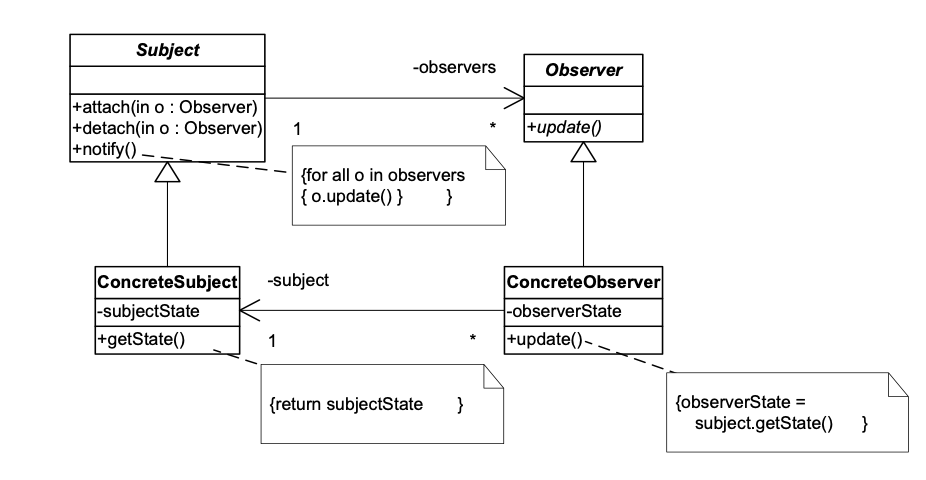 Subject
+attach(in o : Observer)
+detach(in o : Observer)
+notify()
-observers
1
*
Observer
+update()
{for all o in observers
{ o.update() } }
ConcreteSubject
-subjectState
+getState()
-subject
1
*
ConcreteObserver
-observerState
+update()
{return subjectState }
{observerState =
subject.getState() }